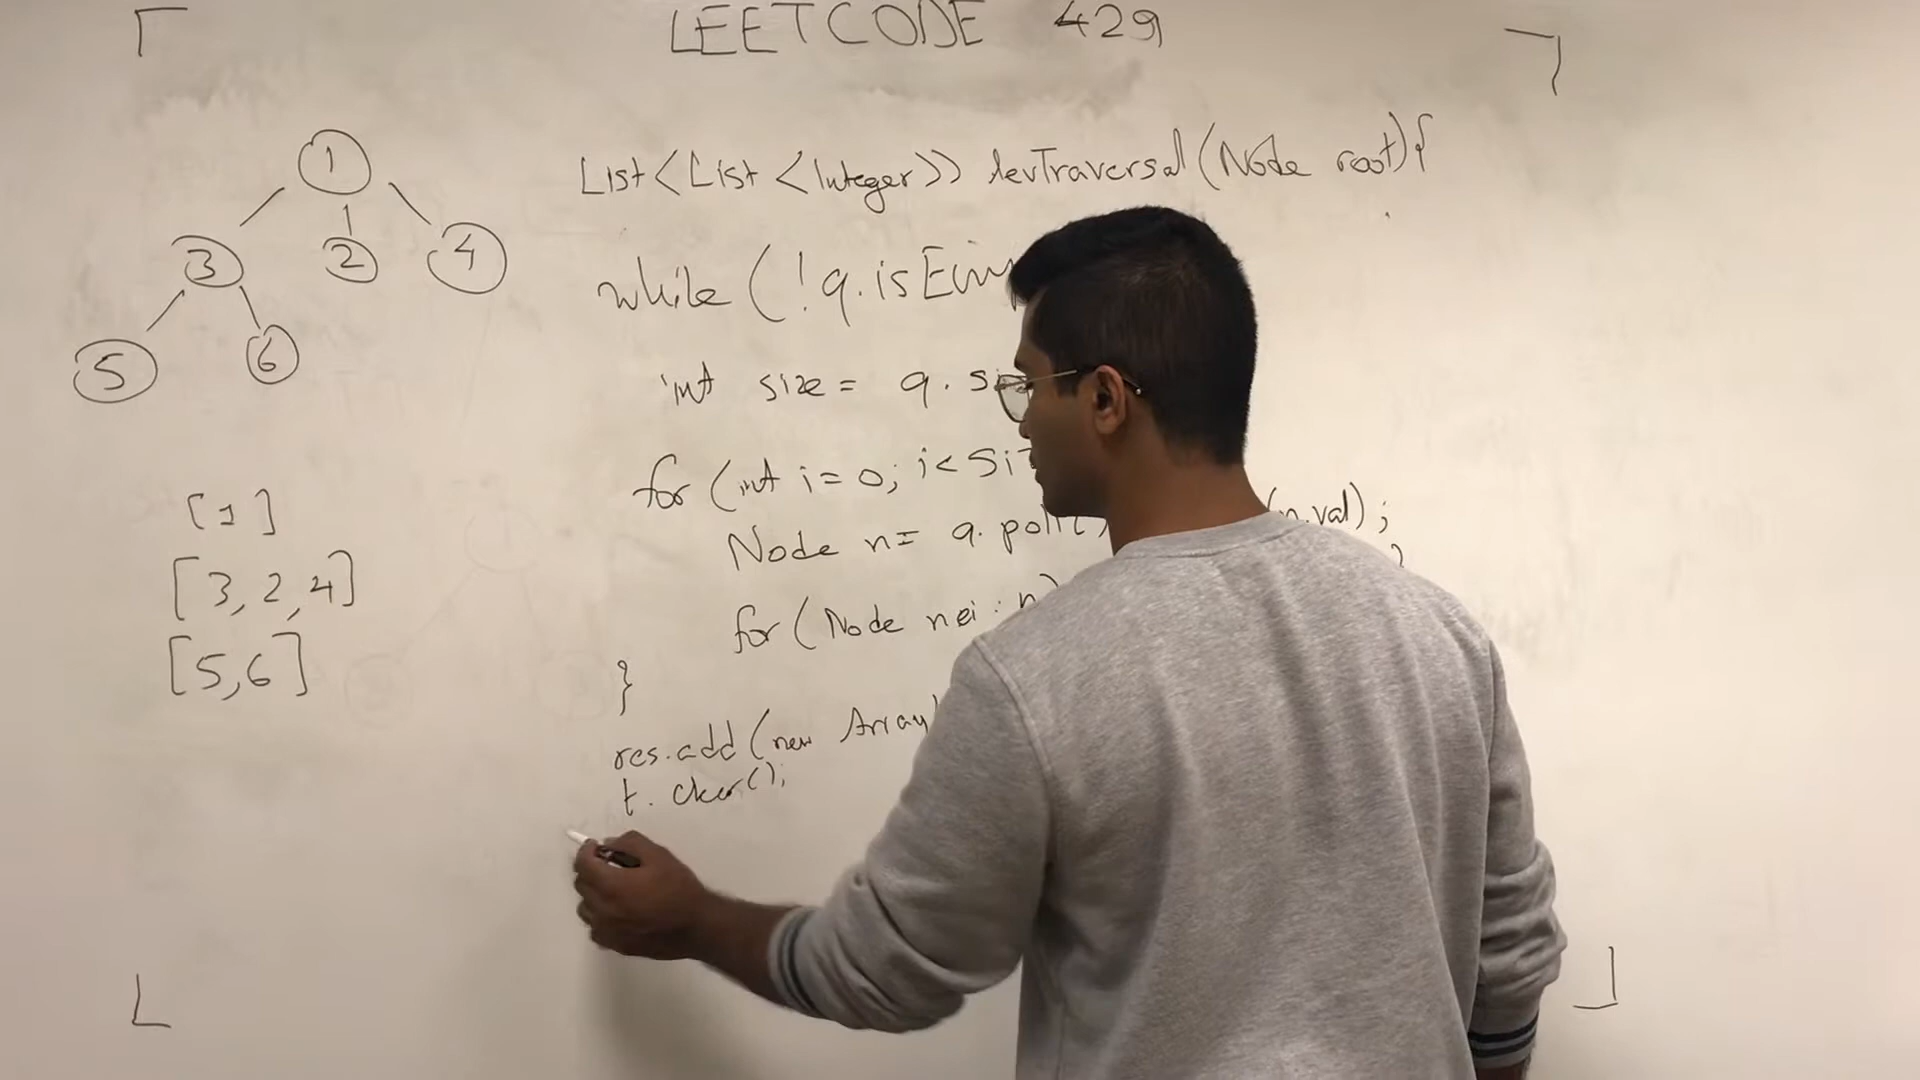 LEETCODE 429
List<List<Integer>> levTraversal(Node root){
1
3 2 4
5 6
while (!q.isEmp
int size = q.si
for (int i=0; i<siz
Node n= q.poll( (n.val);
for (Node nei : n
}
res.add(new Array
t.clear();
[1]
[3,2,4]
[5,6]